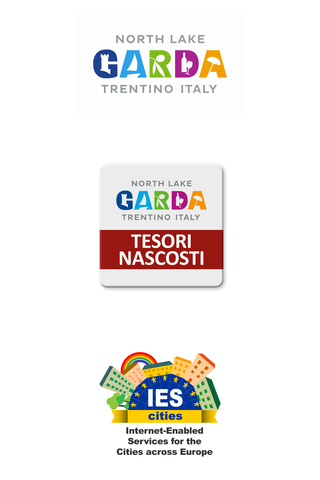 NORTH LAKE
GARDA
TRENTINO ITALY
NORTH LAKE
GARDA
TRENTINO ITALY
TESORI
NASCOSTI
IES
cities
Internet-Enabled
Services for the
Cities across Europe